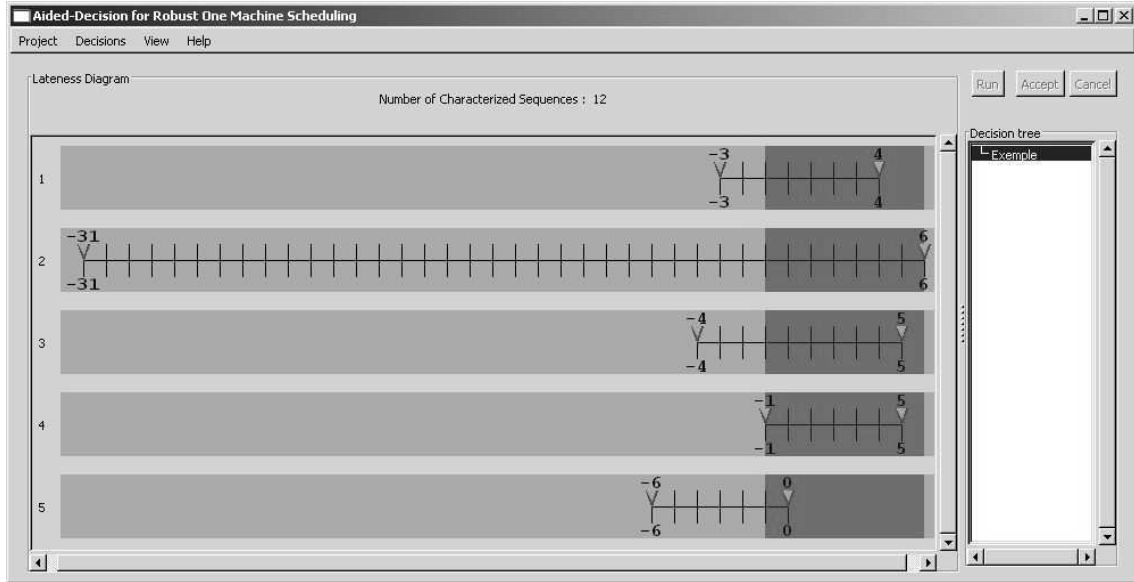 Aided-Decision for Robust One Machine Scheduling
Project Decisions View Help
Lateness Diagram
Number of Characterized Sequences : 12
Run Accept Cancel
Decision tree
Exemple
-3 4
1
-3 4
-31 6
2
-31 6
-4 5
3
-4 5
-1 5
4
-1 5
-6 0
5
-6 0